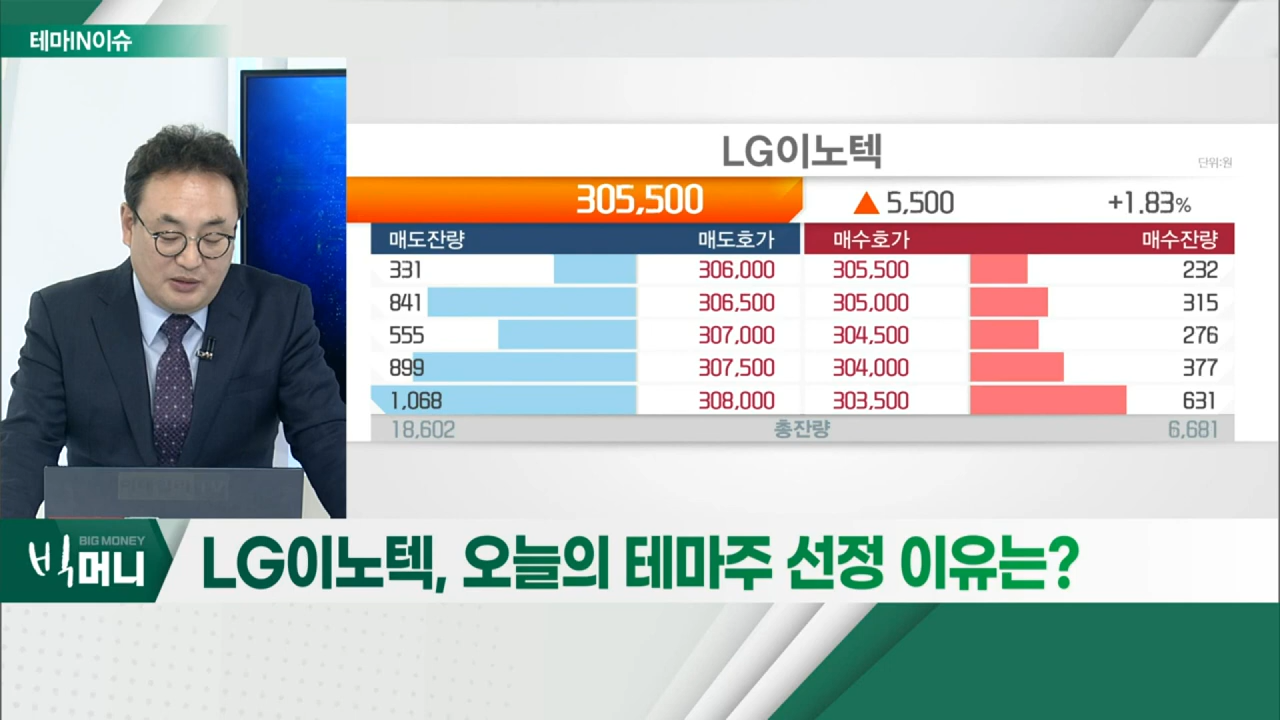 테마IN이슈
LG이노텍
단위:원
305,500 ▲ 5,500 +1.83%
매도잔량 매도호가 매수호가 매수잔량
331 306,000 305,500 232
841 306,500 305,000 315
555 307,000 304,500 276
899 307,500 304,000 377
1,068 308,000 303,500 631
18,602 총잔량 6,681
BIG MONEY
빅머니
LG이노텍, 오늘의 테마주 선정 이유는?